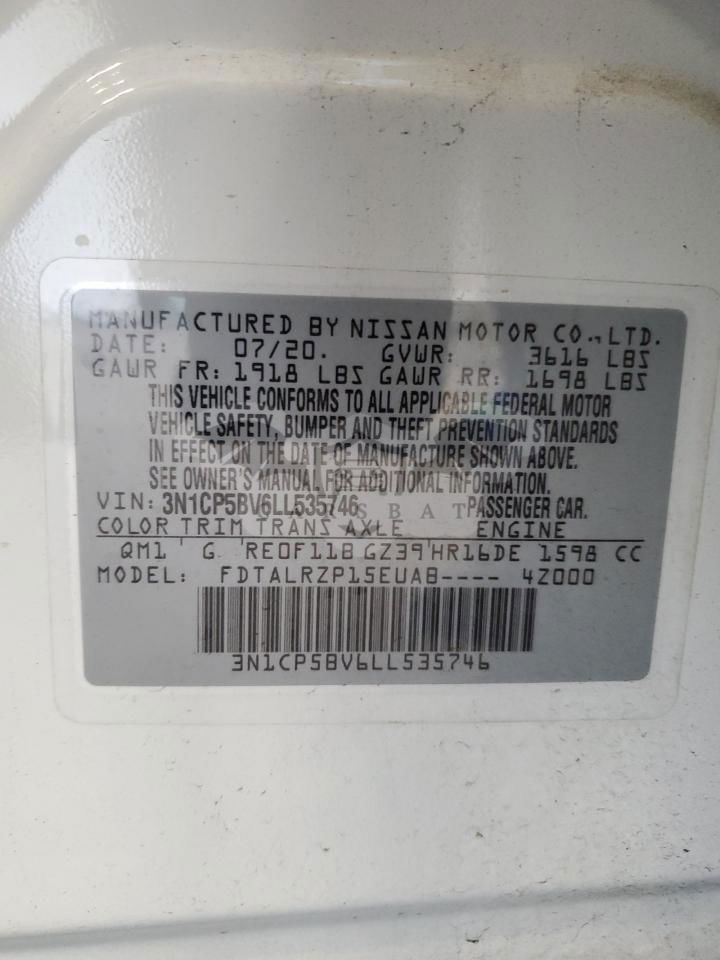 MANUFACTURED BY NISSAN MOTOR CO., LTD.
DATE: 07/20. GVWR: 3616 LBS
GAWR FR: 1918 LBS GAWR RR: 1698 LBS
THIS VEHICLE CONFORMS TO ALL APPLICABLE FEDERAL MOTOR
VEHICLE SAFETY, BUMPER AND THEFT PREVENTION STANDARDS
IN EFFECT ON THE DATE OF MANUFACTURE SHOWN ABOVE.
SEE OWNER'S MANUAL FOR ADDITIONAL INFORMATION.
VIN: 3N1CP5BV6LL535746 PASSENGER CAR.
COLOR TRIM TRANS AXLE ENGINE
QM1 G RE0F11B GZ39 HR16DE 1598 CC
MODEL: FDTALRZP15EUAB---- 4Z000
3N1CP5BV6LL535746